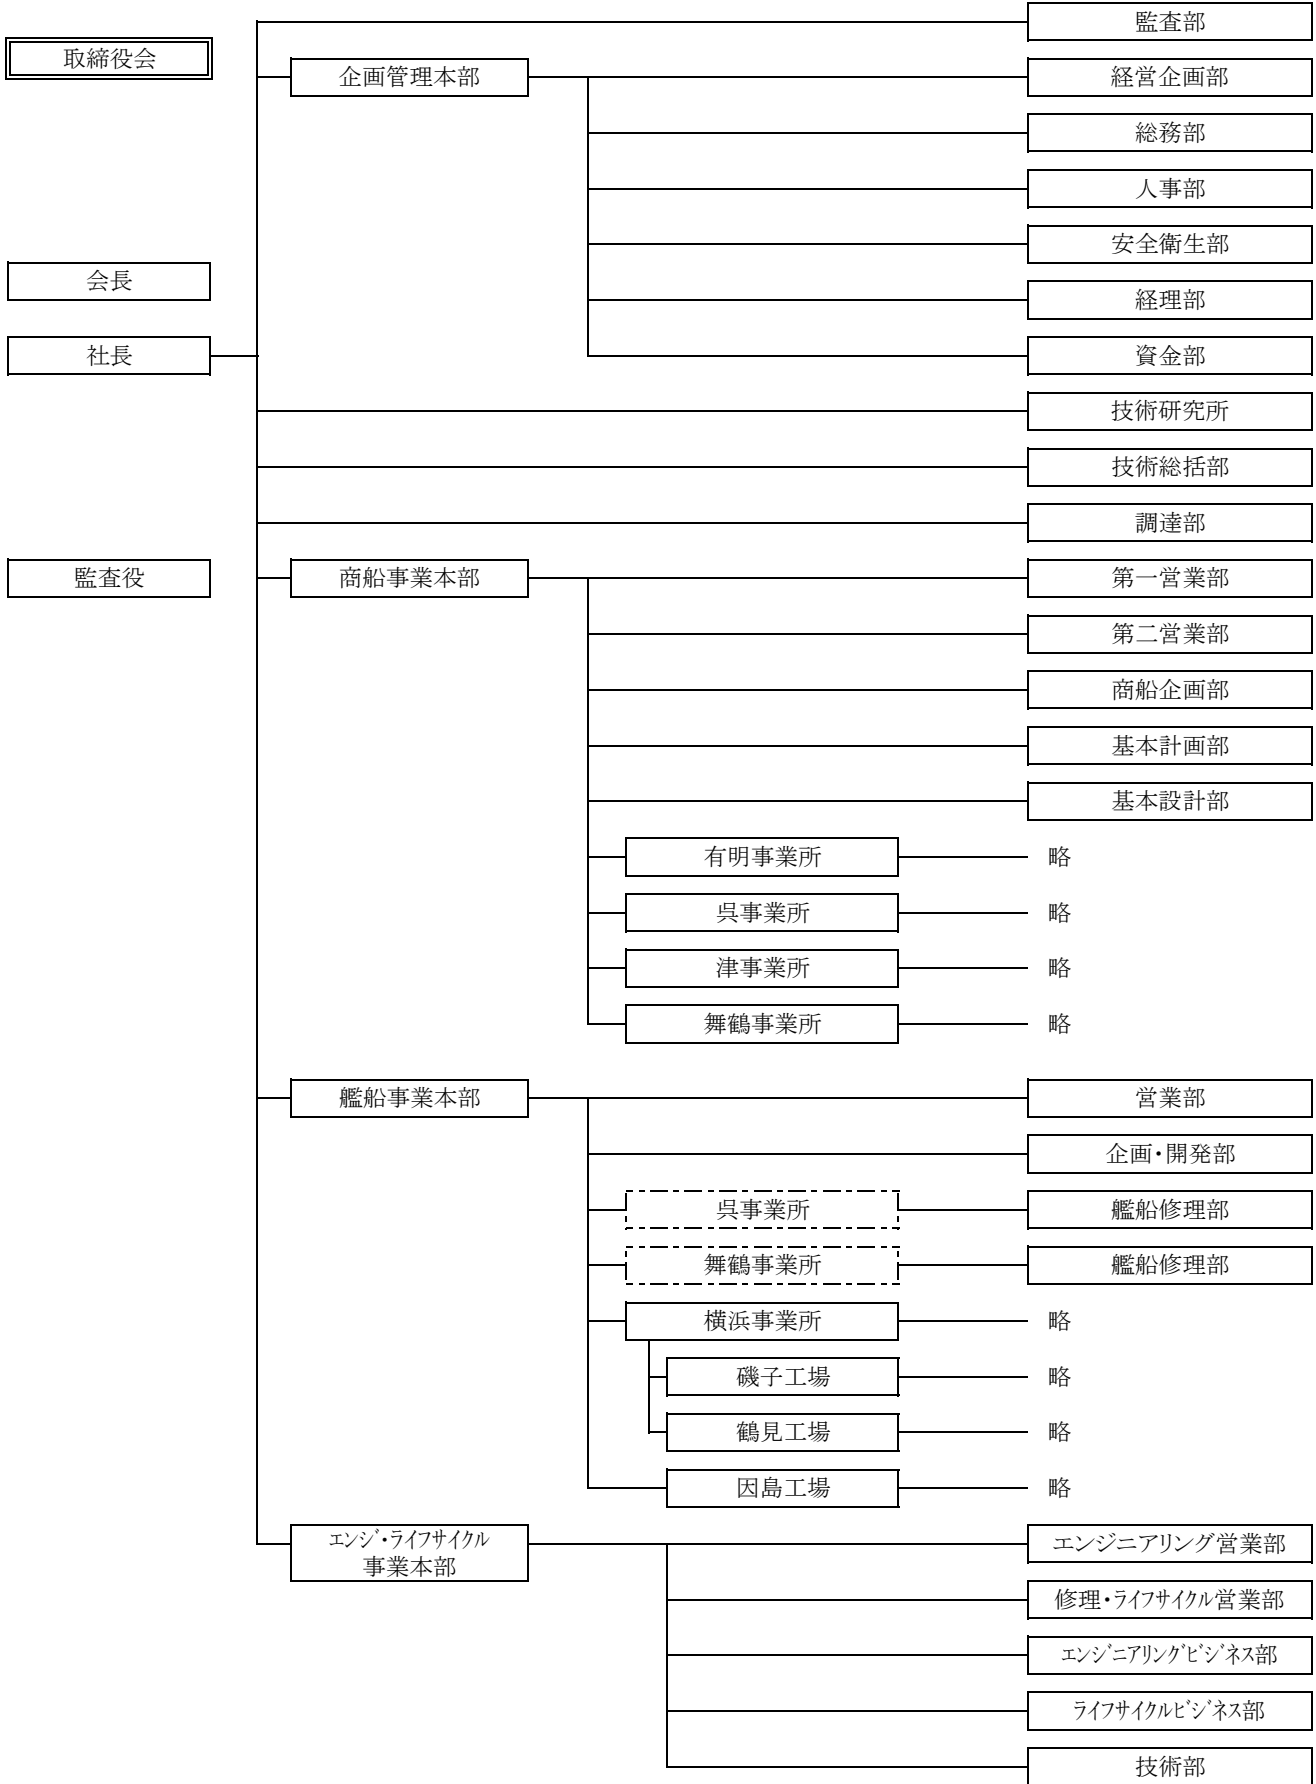 監査部
取締役会
企画管理本部
経営企画部
総務部
人事部
安全衛生部
会長
経理部
社長
資金部
技術研究所
技術総括部
調達部
監査役
商船事業本部
第一営業部
第二営業部
商船企画部
基本計画部
基本設計部
有明事業所
略
呉事業所
略
津事業所
略
舞鶴事業所
略
艦船事業本部
営業部
企画・開発部
呉事業所
艦船修理部
舞鶴事業所
艦船修理部
横浜事業所
略
磯子工場
略
鶴見工場
略
因島工場
略
エンジ・ライフサイクル
事業本部
エンジニアリング営業部
修理・ライフサイクル営業部
エンジニアリングビジネス部
ライフサイクルビジネス部
技術部